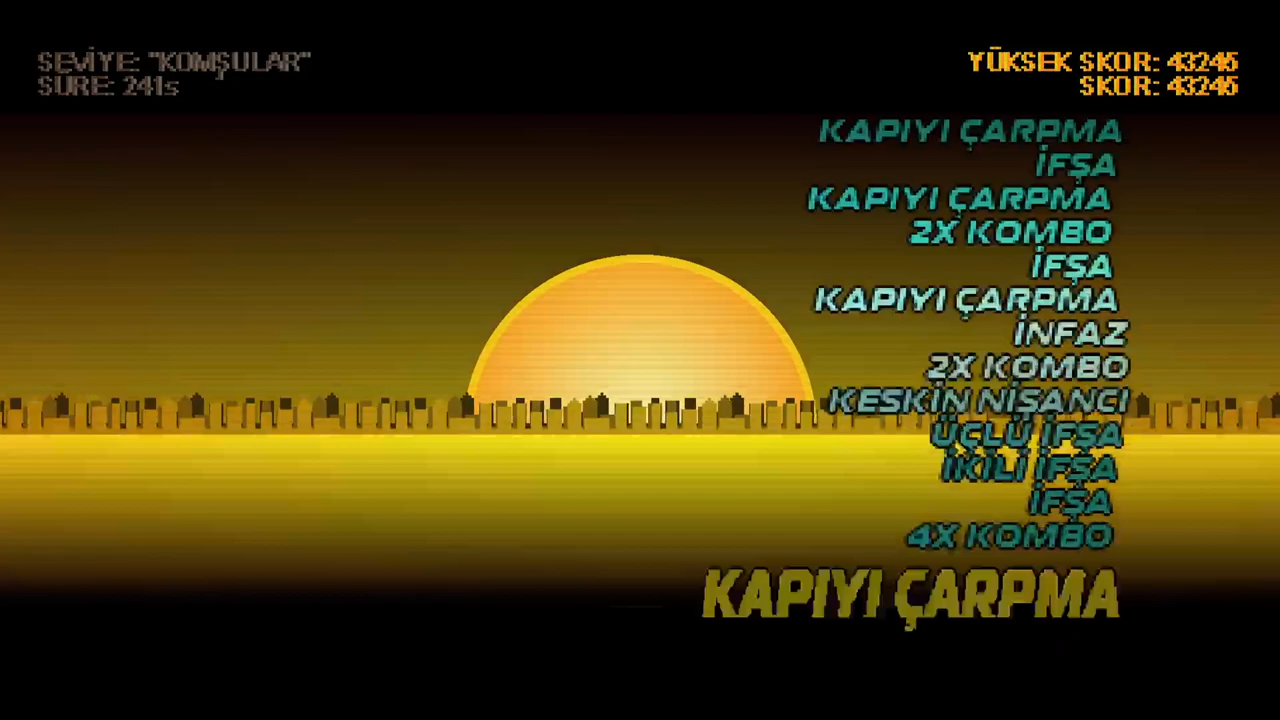 SEVİYE: "KOMŞULAR"
SÜRE: 241s
YÜKSEK SKOR: 43245
SKOR: 43245
KAPIYI ÇARPMA
İFŞA
KAPIYI ÇARPMA
2X KOMBO
İFŞA
KAPIYI ÇARPMA
İNFAZ
2X KOMBO
KESKİN NİŞANCI
ÜÇLÜ İFŞA
İKİLİ İFŞA
İFŞA
4X KOMBO
KAPIYI ÇARPMA